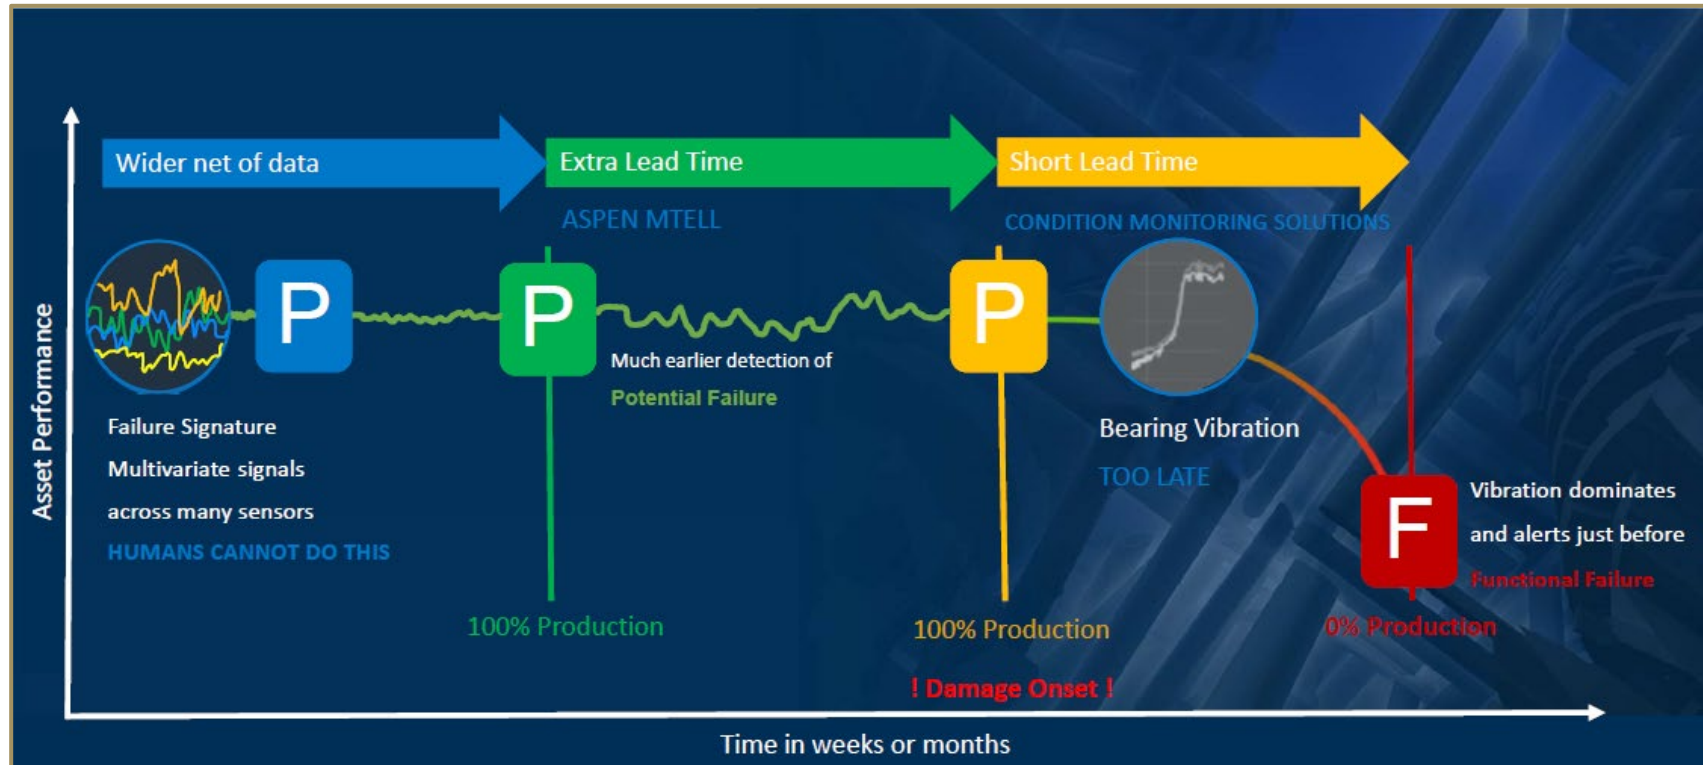 Wider net of data
Extra Lead Time
Short Lead Time
ASPEN MTELL
CONDITION MONITORING SOLUTIONS
P
P
P
Much earlier detection of
Potential Failure
Failure Signature
Multivariate signals
across many sensors
HUMANS CANNOT DO THIS
Bearing Vibration
TOO LATE
F
Vibration dominates
and alerts just before
Functional Failure
100% Production
100% Production
0% Production
! Damage Onset !
Asset Performance
Time in weeks or months